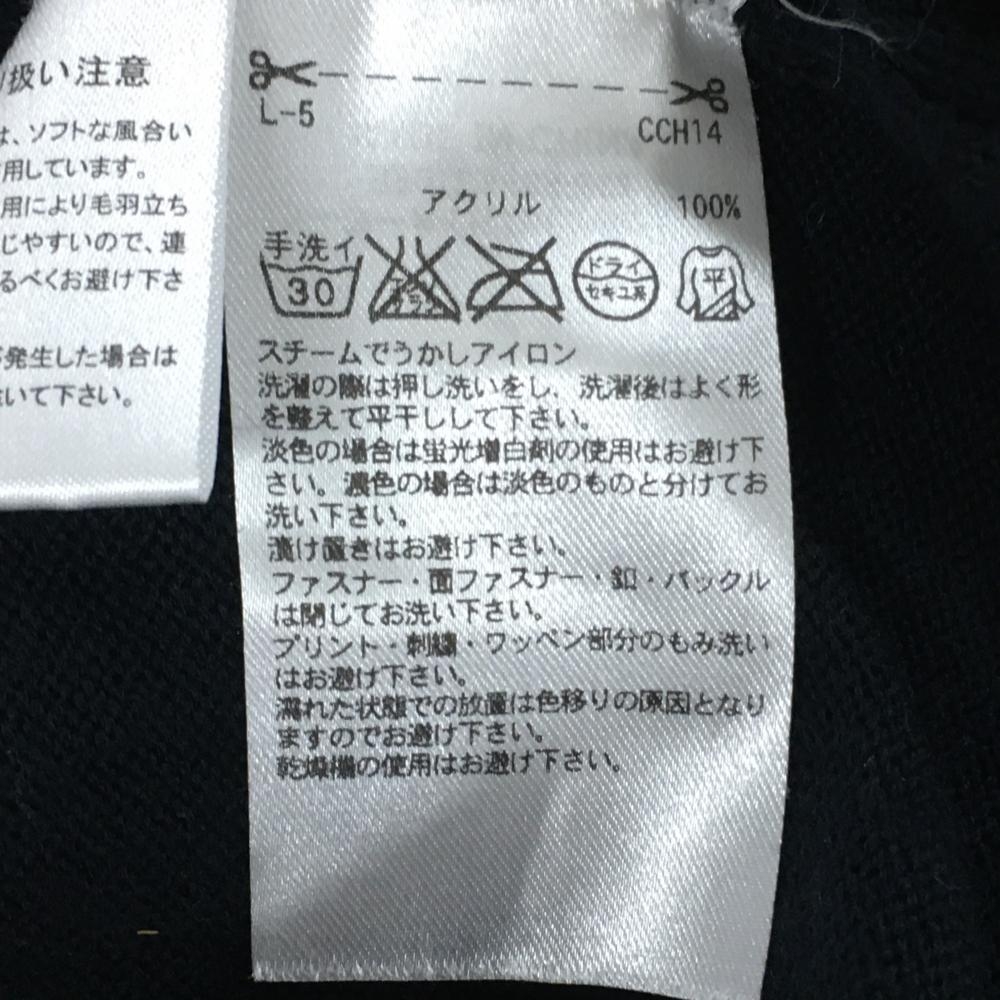 扱い注意
は、ソフトな風合い
用しています。
用により毛羽立ち
じやすいので、連
るべくお避け下さ
発生した場合は
いて下さい。
L-5
CCH14
アクリル 100%
手洗イ
30
エンソサラシ
ドライ
セキユ系
平
スチームでうかしアイロン
洗濯の際は押し洗いをし、洗濯後はよく形
を整えて平干しして下さい。
淡色の場合は蛍光増白剤の使用はお避け下
さい。濃色の場合は淡色のものと分けてお
洗い下さい。
漬け置きはお避け下さい。
ファスナー・面ファスナー・釦・バックル
は閉じてお洗い下さい。
プリント・刺繍・ワッペン部分のもみ洗い
はお避け下さい。
濡れた状態での放置は色移りの原因となり
ますのでお避け下さい。
乾燥機の使用はお避け下さい。